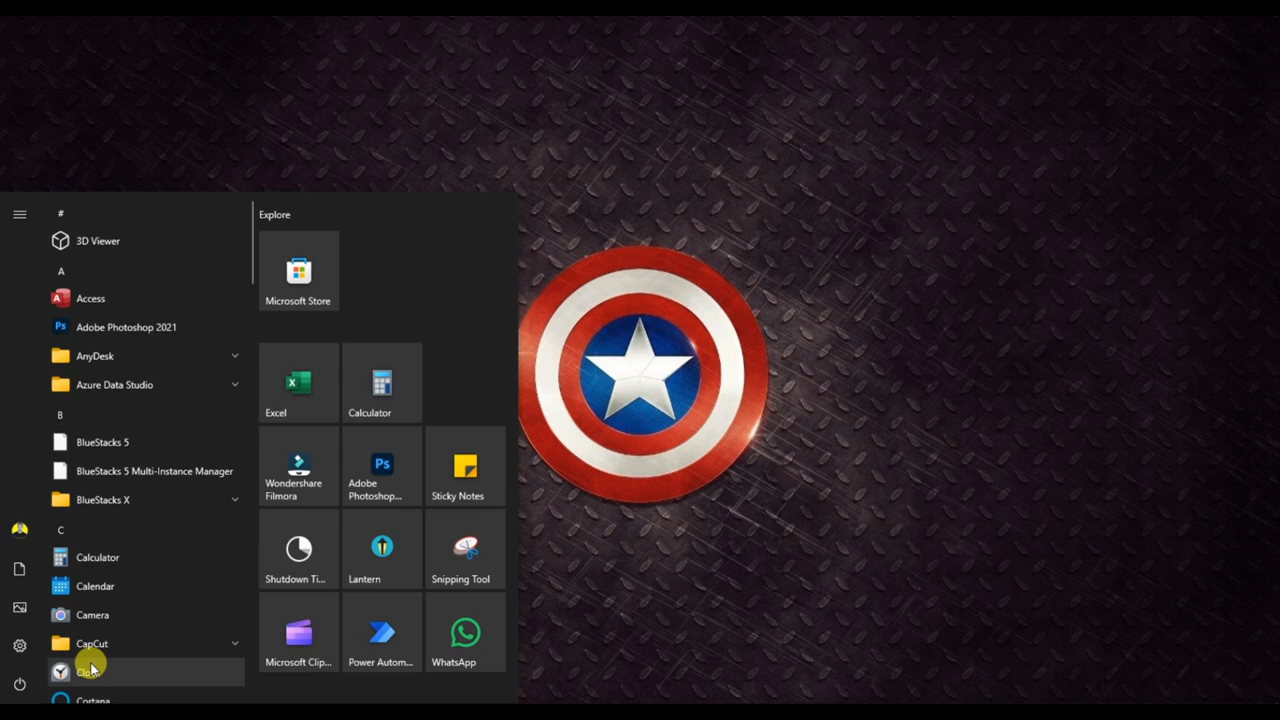 #
3D Viewer
A
Access
Adobe Photoshop 2021
AnyDesk
Azure Data Studio
B
BlueStacks 5
BlueStacks 5 Multi-Instance Manager
BlueStacks X
C
Calculator
Calendar
Camera
CapCut
Cortana
Explore
Microsoft Store
Excel
Calculator
Wondershare
Filmora
Ps
Adobe
Photoshop...
Sticky Notes
Shutdown Ti...
Lantern
Snipping Tool
Microsoft Clip...
Power Autom...
WhatsApp